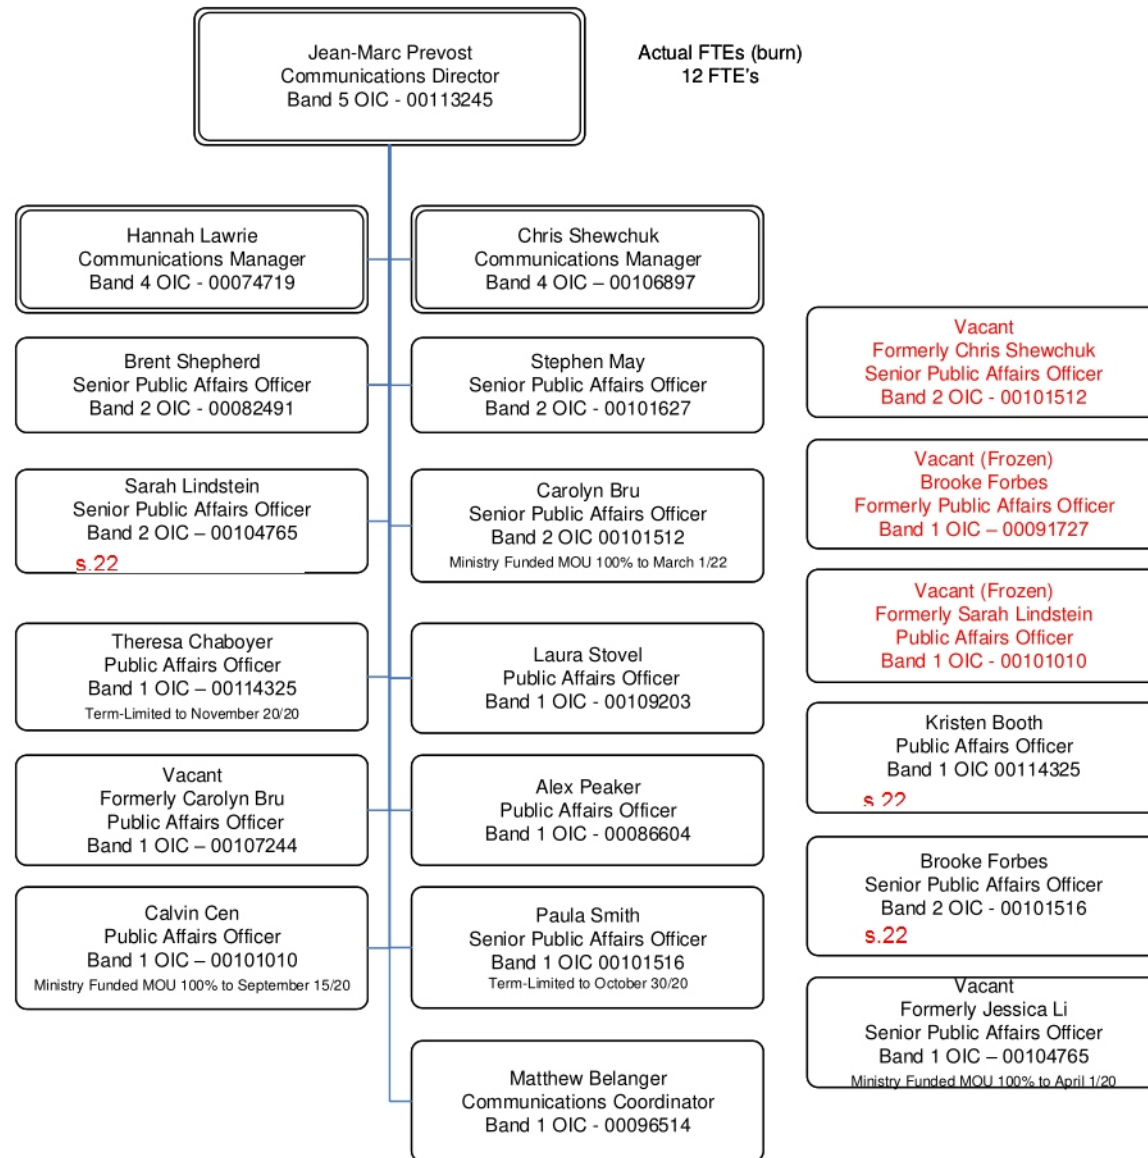 Jean-Marc Prevost
Communications Director
Band 5 OIC - 00113245
Actual FTEs (burn)
12 FTE's
Hannah Lawrie
Communications Manager
Band 4 OIC - 00074719
Chris Shewchuk
Communications Manager
Band 4 OIC – 00106897
Brent Shepherd
Senior Public Affairs Officer
Band 2 OIC - 00082491
Stephen May
Senior Public Affairs Officer
Band 2 OIC - 00101627
Sarah Lindstein
Senior Public Affairs Officer
Band 2 OIC – 00104765
s.22
Carolyn Bru
Senior Public Affairs Officer
Band 2 OIC 00101512
Ministry Funded MOU 100% to March 1/22
Theresa Chaboyer
Public Affairs Officer
Band 1 OIC – 00114325
Term-Limited to November 20/20
Laura Stovel
Public Affairs Officer
Band 1 OIC - 00109203
Vacant
Formerly Carolyn Bru
Public Affairs Officer
Band 1 OIC – 00107244
Alex Peaker
Public Affairs Officer
Band 1 OIC - 00086604
Calvin Cen
Public Affairs Officer
Band 1 OIC – 00101010
Ministry Funded MOU 100% to September 15/20
Paula Smith
Senior Public Affairs Officer
Band 1 OIC 00101516
Term-Limited to October 30/20
Matthew Belanger
Communications Coordinator
Band 1 OIC - 00096514
Vacant
Formerly Chris Shewchuk
Senior Public Affairs Officer
Band 2 OIC - 00101512
Vacant (Frozen)
Brooke Forbes
Formerly Public Affairs Officer
Band 1 OIC – 00091727
Vacant (Frozen)
Formerly Sarah Lindstein
Public Affairs Officer
Band 1 OIC - 00101010
Kristen Booth
Public Affairs Officer
Band 1 OIC 00114325
s.22
Brooke Forbes
Senior Public Affairs Officer
Band 2 OIC - 00101516
s.22
Vacant
Formerly Jessica Li
Senior Public Affairs Officer
Band 1 OIC – 00104765
Ministry Funded MOU 100% to April 1/20